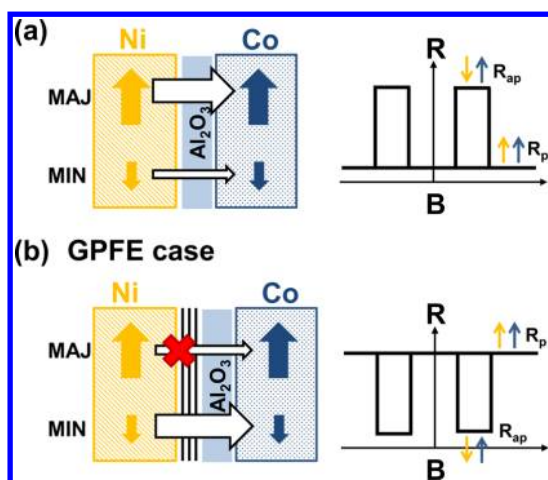 (a)
Ni Co
MAJ
MIN
Al2O3
R
Rap
Rp
B
(b) GPFE case
Ni Co
MAJ
MIN
Al2O3
R
Rp
Rap
B